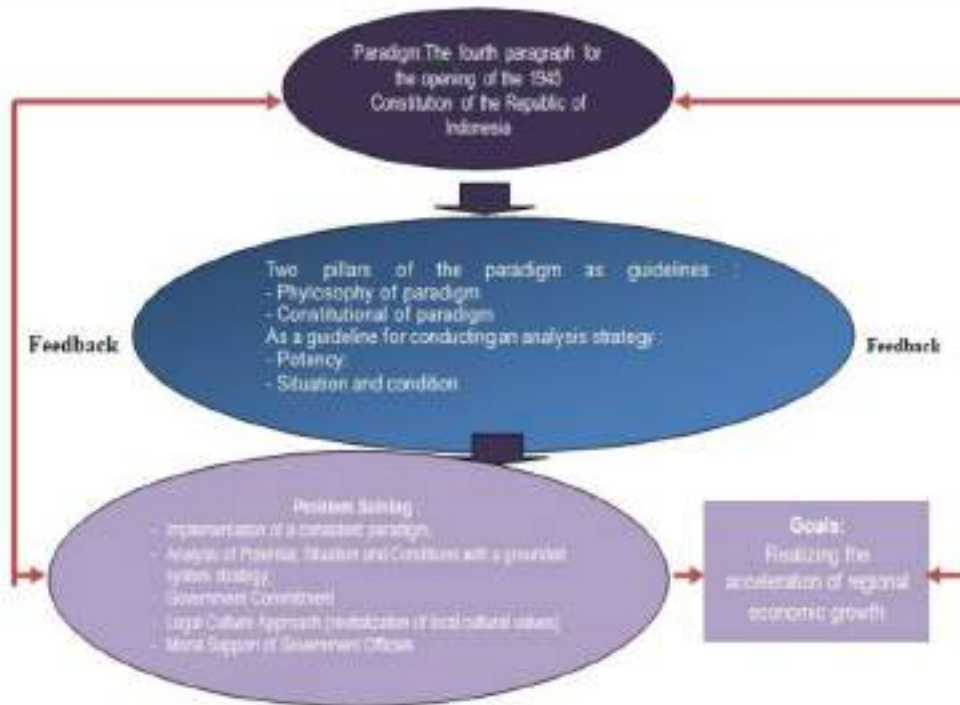 Paradigm:The fourth paragraph for
the opening of the 1945
Constitution of the Republic of
Indonesia
Two pillars of the paradigm as guidelines :
- Phylosophy of paradigm
- Constitutional of paradigm
As a guideline for conductingan analysis strategy :
- Potency
- Situation and condition
Feedback
Feedback
Problem Solving :
- Implementation of a consistent paradigm,
- Analysis of Potential, Situation and Conditions with a grounded
system strategy,
- Government Commitment
- Legal Culture Approach (revitalization of local cultural values)
- Support of Government Officials
Goals:
Realizing the
acceleration of regional
economic growth